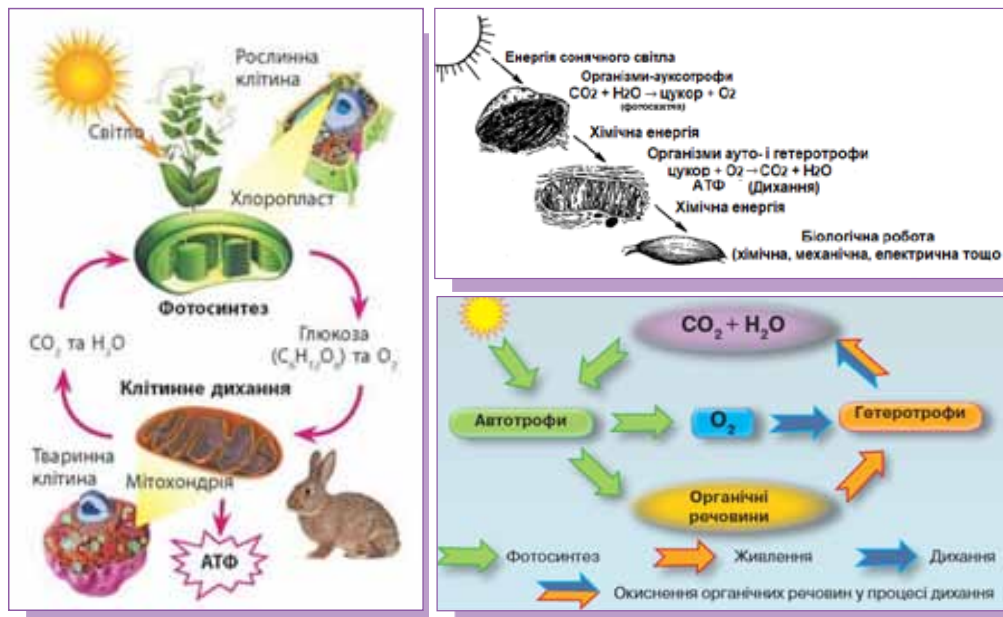 Світло
Рослинна
клітина
Хлоропласт
Фотосинтез
CO₂ та H₂O
Глюкоза
(C₆H₁₂O₆) та O₂
Клітинне дихання
Тваринна
клітина
Мітохондрія
АТФ
Енергія сонячного світла
Організми-ауксотрофи
CO2 + H2O → цукор + O2
(фотосинтез)
Хімічна енергія
Організми ауто- і гетеротрофи
цукор + O2→CO2 + H2O
АТФ (Дихання)
Хімічна енергія
Біологічна робота
(хімічна, механічна, електрична тощо
CO₂ + H₂O
Автотрофи
O₂
Гетеротрофи
Органічні
речовини
Фотосинтез
Живлення
Дихання
Окиснення органічних речовин у процесі дихання